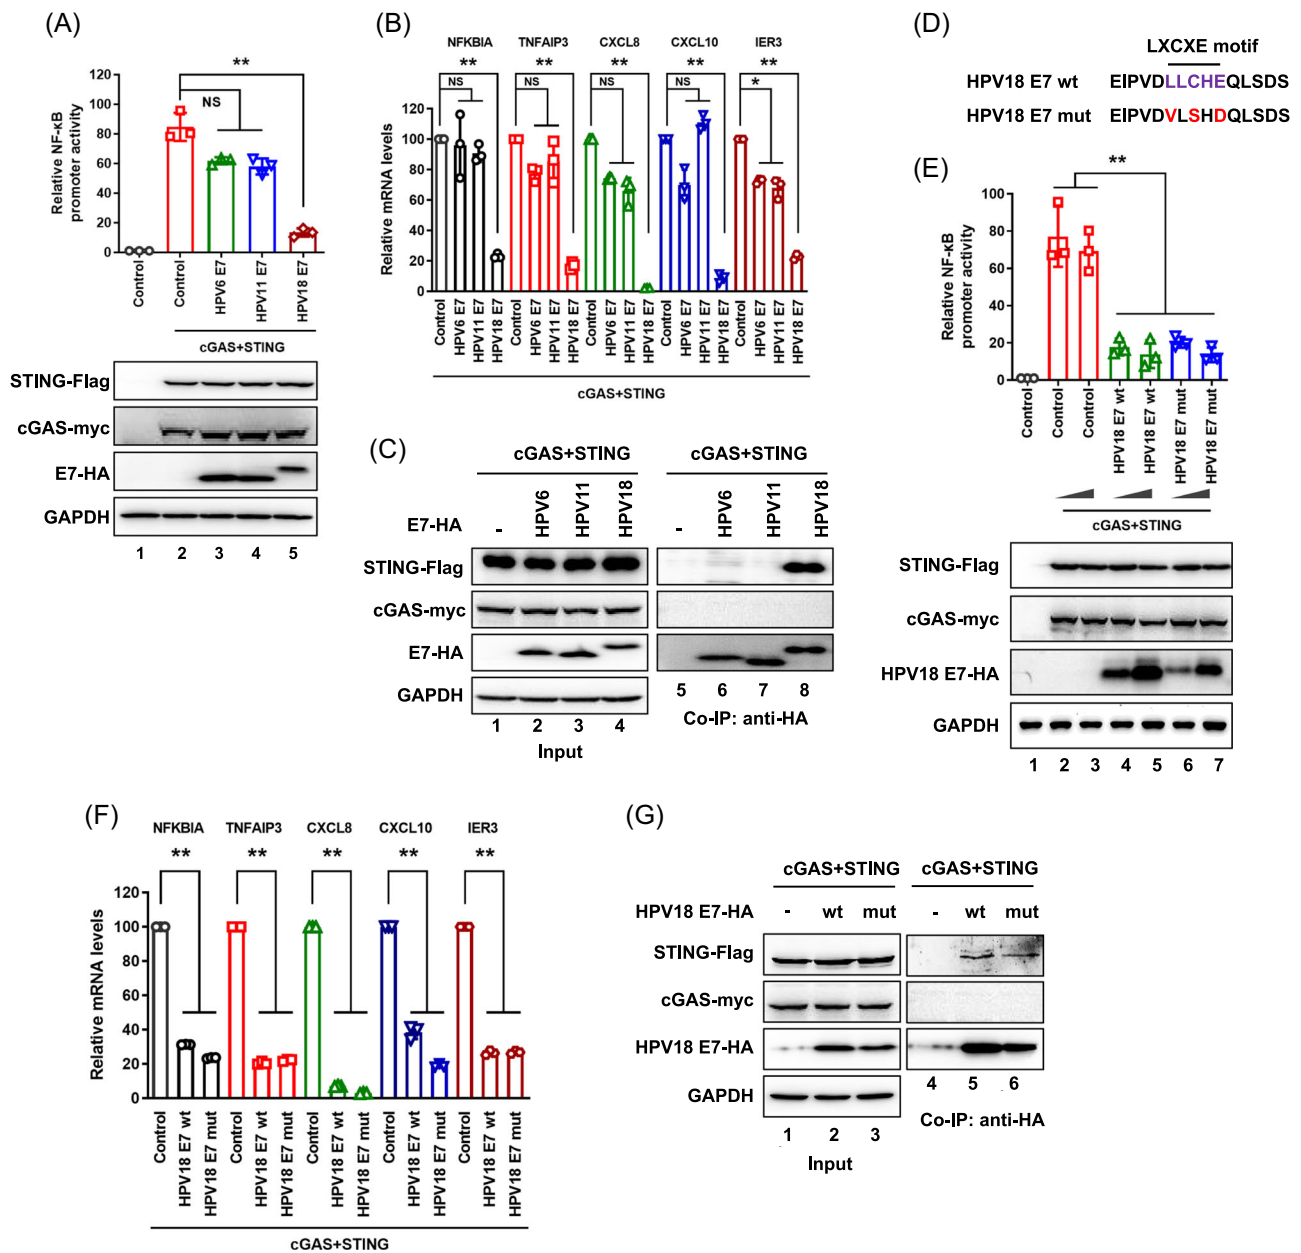 (A)
Relative NF-κB
promoter activity
120
100
80
60
40
20
0
**
NS
Control
Control
HPV6 E7
HPV11 E7
HPV18 E7
cGAS+STING
STING-Flag
cGAS-myc
E7-HA
GAPDH
1 2 3 4 5
(B)
NFKBIA TNFAIP3 CXCL8 CXCL10 IER3
** ** ** ** **
NS ** NS NS *
Relative mRNA levels
120
100
80
60
40
20
0
Control
HPV6 E7
HPV11 E7
HPV18 E7
Control
HPV6 E7
HPV11 E7
HPV18 E7
Control
HPV6 E7
HPV11 E7
HPV18 E7
Control
HPV6 E7
HPV11 E7
HPV18 E7
Control
HPV6 E7
HPV11 E7
HPV18 E7
cGAS+STING
(C)
cGAS+STING cGAS+STING
E7-HA - HPV6 HPV11 HPV18 - HPV6 HPV11 HPV18
STING-Flag
cGAS-myc
E7-HA
GAPDH
1 2 3 4 5 6 7 8
Input
Co-IP: anti-HA
(D)
LXCXE motif
HPV18 E7 wt EIPVDLLCHEQLSDS
HPV18 E7 mut EIPVDVLSHDQLSDS
(E)
**
Relative NF-κB
promoter activity
100
80
60
40
20
0
Control
Control
Control
HPV18 E7 wt
HPV18 E7 wt
HPV18 E7 mut
HPV18 E7 mut
cGAS+STING
STING-Flag
cGAS-myc
HPV18 E7-HA
GAPDH
1 2 3 4 5 6 7
(F)
NFKBIA TNFAIP3 CXCL8 CXCL10 IER3
** ** ** ** **
Relative mRNA levels
120
100
80
60
40
20
0
Control
HPV18 E7 wt
HPV18 E7 mut
Control
HPV18 E7 wt
HPV18 E7 mut
Control
HPV18 E7 wt
HPV18 E7 mut
Control
HPV18 E7 wt
HPV18 E7 mut
Control
HPV18 E7 wt
HPV18 E7 mut
cGAS+STING
(G)
cGAS+STING cGAS+STING
HPV18 E7-HA - wt mut - wt mut
STING-Flag
cGAS-myc
HPV18 E7-HA
GAPDH
1 2 3 4 5 6
Input
Co-IP: anti-HA